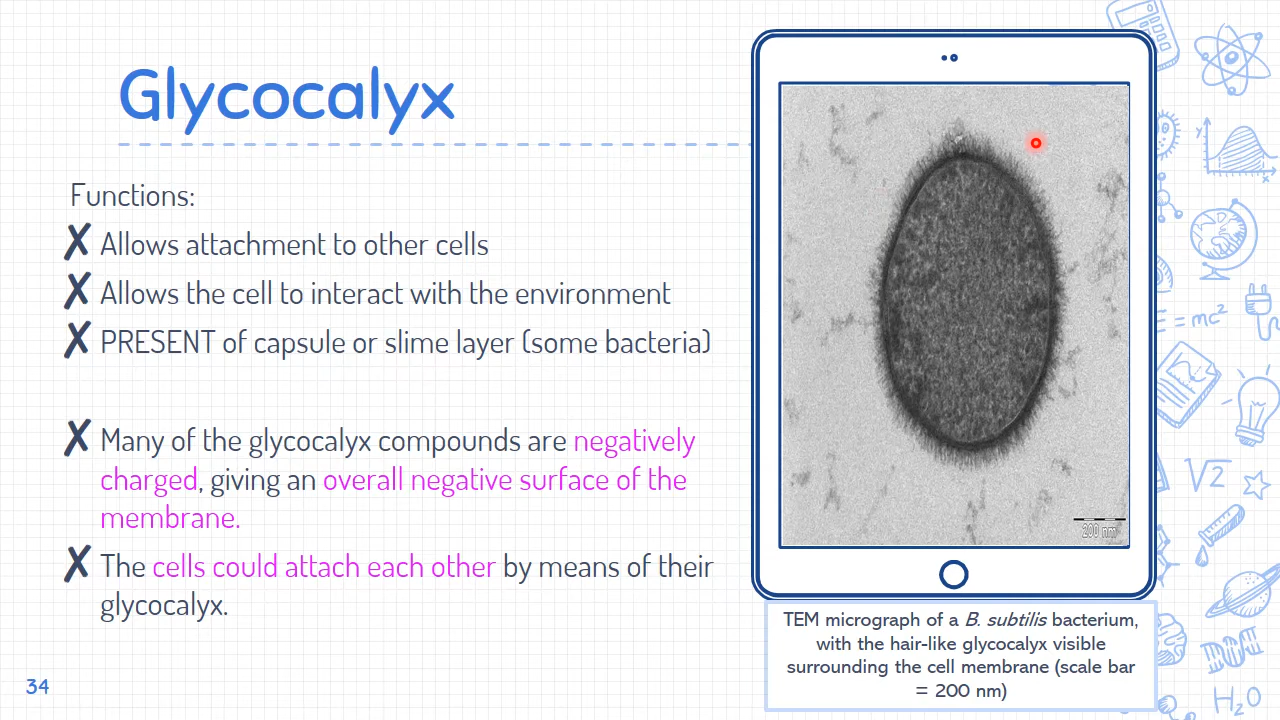 Glycocalyx
Functions:
✗ Allows attachment to other cells
✗ Allows the cell to interact with the environment
✗ PRESENT of capsule or slime layer (some bacteria)
✗ Many of the glycocalyx compounds are negatively
charged, giving an overall negative surface of the
membrane.
✗ The cells could attach each other by means of their
glycocalyx.
34
200 nm
TEM micrograph of a B. subtilis bacterium,
with the hair-like glycocalyx visible
surrounding the cell membrane (scale bar
= 200 nm)
y
x
= mc²
√2
H₂O